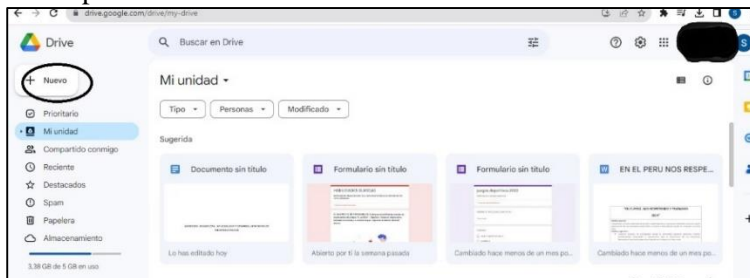 drive.google.com/drive/my-drive
Drive
Buscar en Drive
Nuevo
Mi unidad
Tipo
Personas
Modificado
Prioritario
Mi unidad
Compartido conmigo
Reciente
Destacados
Spam
Papelera
Almacenamiento
3,38 GB de 5 GB en uso
Sugerida
Documento sin título
Formulario sin título
Formulario sin título
EN EL PERU NOS RESPE...
Lo has editado hoy
Abierto por ti la semana pasada
Cambiado hace menos de un mes po...
Cambiado hace menos de un mes po...